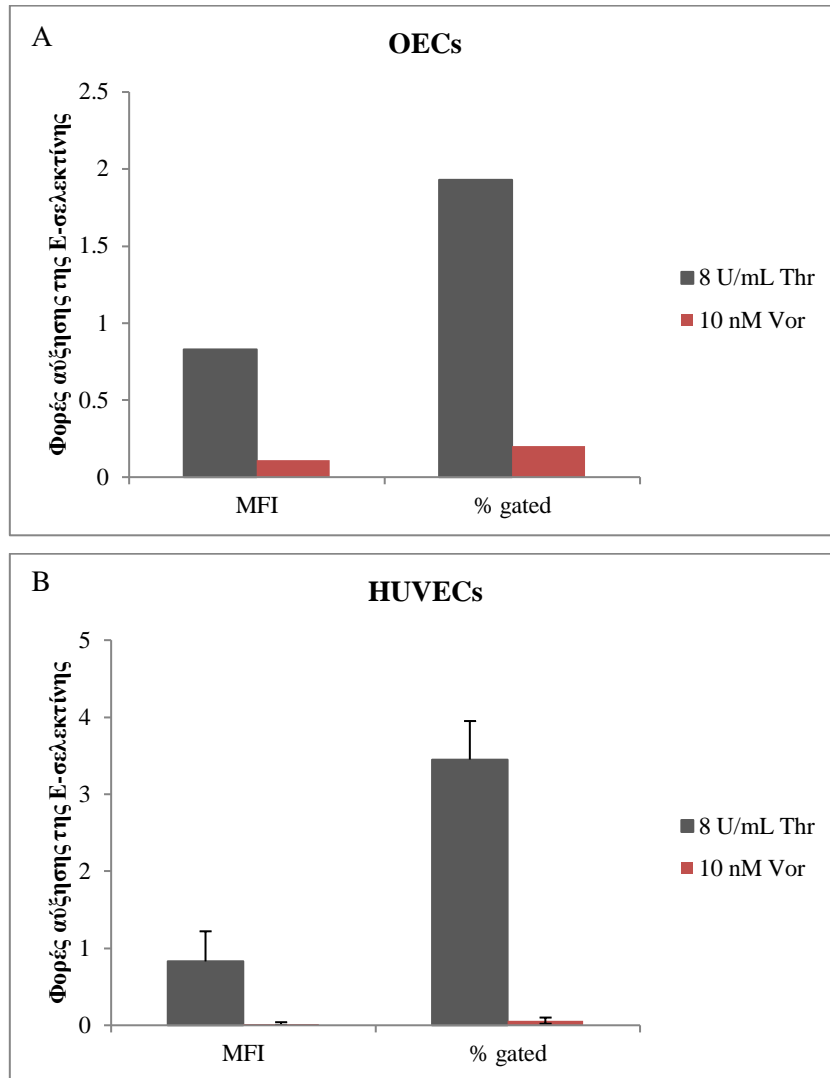 A
OECs
Φορές αύξησης της Ε-σελεκτίνης
2.5
2
1.5
1
0.5
0
MFI
% gated
8 U/mL Thr
10 nM Vor
B
HUVECs
Φορές αύξησης της Ε-σελεκτίνης
5
4
3
2
1
0
MFI
% gated
8 U/mL Thr
10 nM Vor